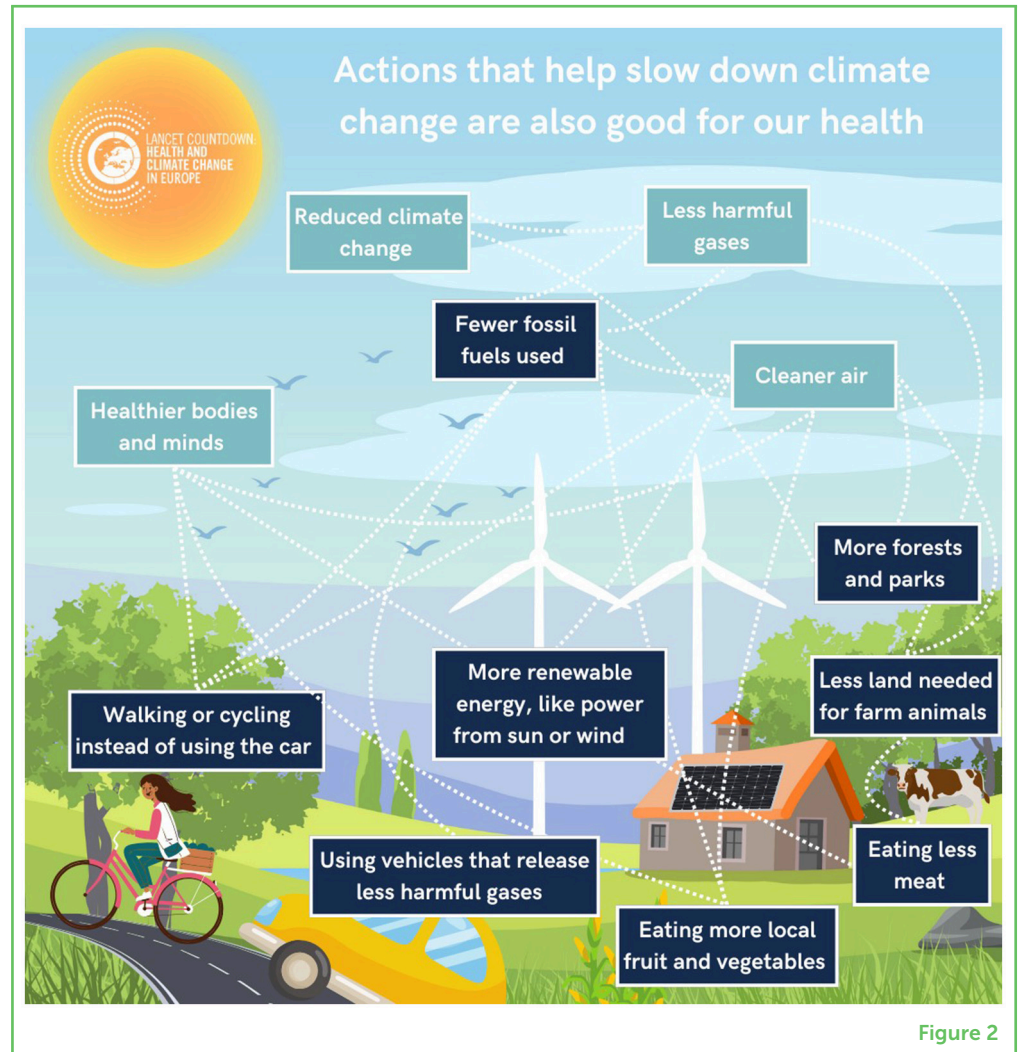 Actions that help slow down climate
change are also good for our health
LANCET COUNTDOWN:
HEALTH AND
CLIMATE CHANGE
IN EUROPE
Reduced climate
change
Less harmful
gases
Fewer fossil
fuels used
Cleaner air
Healthier bodies
and minds
More forests
and parks
More renewable
energy, like power
from sun or wind
Less land needed
for farm animals
Walking or cycling
instead of using the car
Using vehicles that release
less harmful gases
Eating less
meat
Eating more local
fruit and vegetables
Figure 2